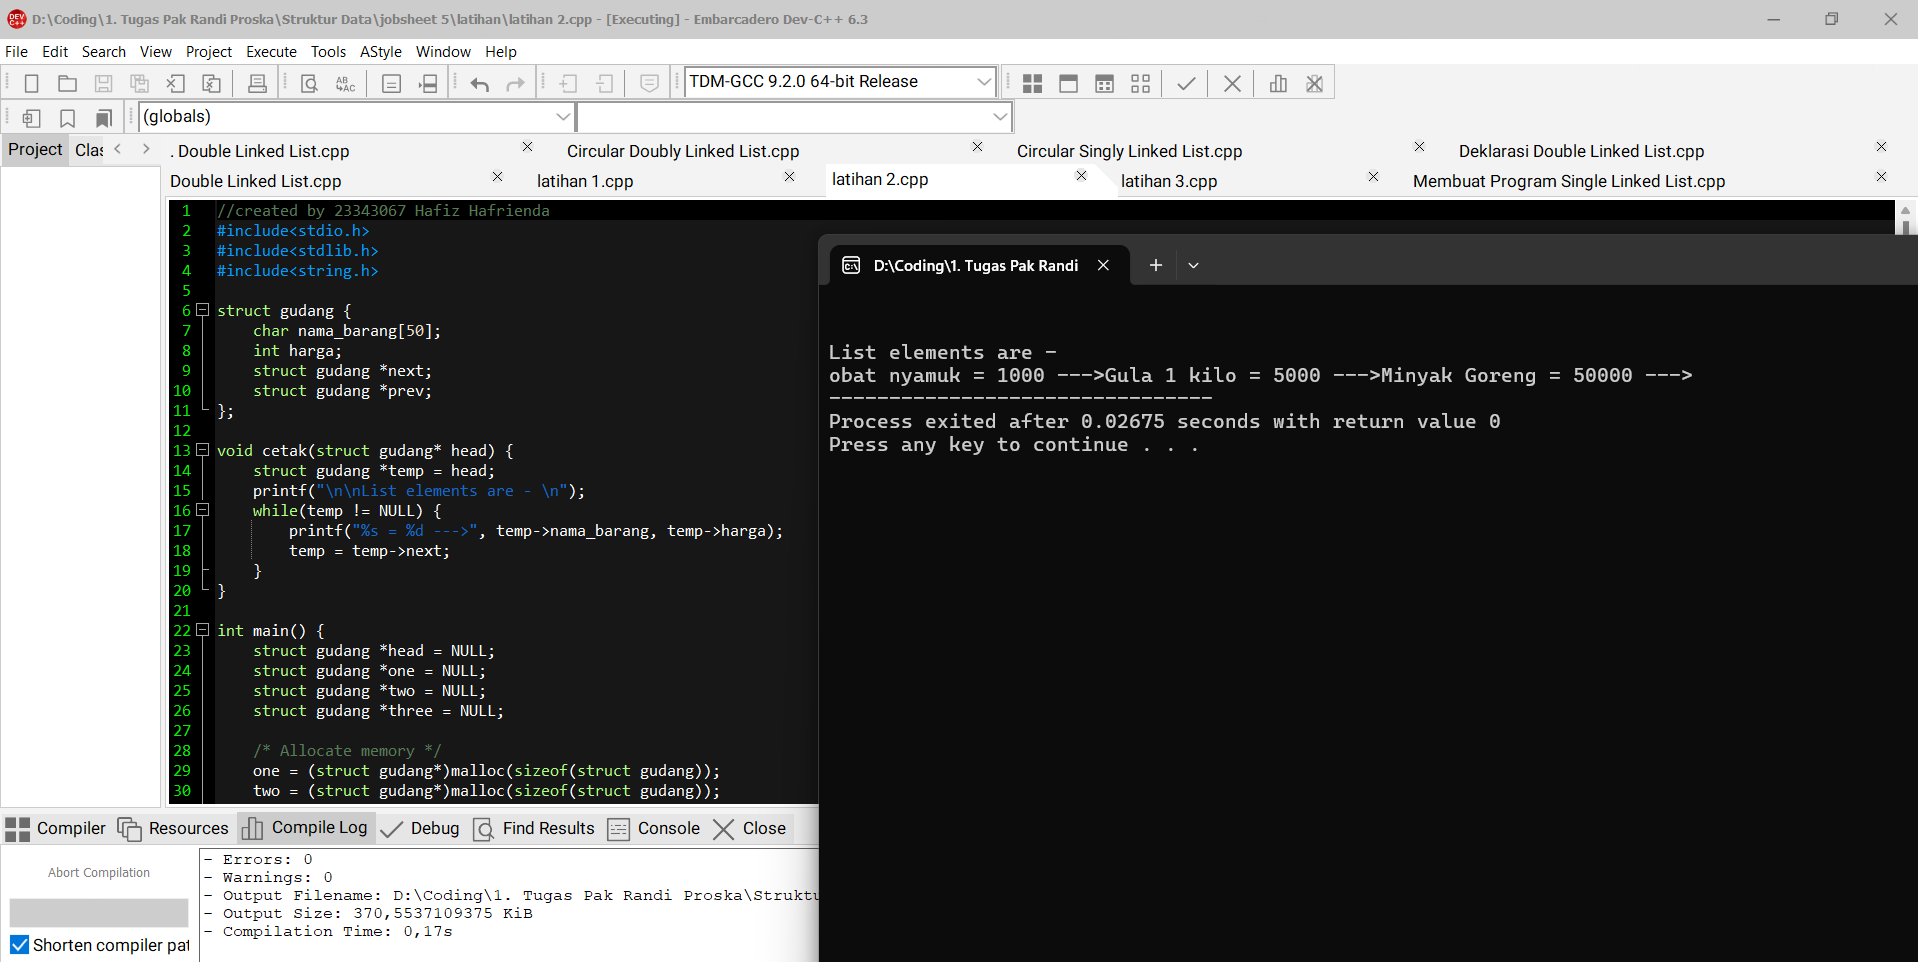 D:\Coding\1. Tugas Pak Randi Proska\Struktur Data\jobsheet 5\latihan\latihan 2.cpp - [Executing] - Embarcadero Dev-C++ 6.3
File Edit Search View Project Execute Tools AStyle Window Help
TDM-GCC 9.2.0 64-bit Release
(globals)
Project Clas
. Double Linked List.cpp Circular Doubly Linked List.cpp Circular Singly Linked List.cpp Deklarasi Double Linked List.cpp
Double Linked List.cpp latihan 1.cpp latihan 2.cpp latihan 3.cpp Membuat Program Single Linked List.cpp
1 //created by 23343067 Hafiz Hafrienda
2 #include<stdio.h>
3 #include<stdlib.h>
4 #include<string.h>
5
6 struct gudang {
7 char nama_barang[50];
8 int harga;
9 struct gudang *next;
10 struct gudang *prev;
11 };
12
13 void cetak(struct gudang* head) {
14 struct gudang *temp = head;
15 printf("\n\nList elements are - \n");
16 while(temp != NULL) {
17 printf("%s = %d --->", temp->nama_barang, temp->harga);
18 temp = temp->next;
19 }
20 }
21
22 int main() {
23 struct gudang *head = NULL;
24 struct gudang *one = NULL;
25 struct gudang *two = NULL;
26 struct gudang *three = NULL;
27
28 /* Allocate memory */
29 one = (struct gudang*)malloc(sizeof(struct gudang));
30 two = (struct gudang*)malloc(sizeof(struct gudang));
D:\Coding\1. Tugas Pak Randi
List elements are -
obat nyamuk = 1000 --->Gula 1 kilo = 5000 --->Minyak Goreng = 50000 --->
--------------------------------
Process exited after 0.02675 seconds with return value 0
Press any key to continue . . .
Compiler Resources Compile Log Debug Find Results Console Close
Abort Compilation
Shorten compiler pat
- Errors: 0
- Warnings: 0
- Output Filename: D:\Coding\1. Tugas Pak Randi Proska\Struktu
- Output Size: 370,5537109375 KiB
- Compilation Time: 0,17s